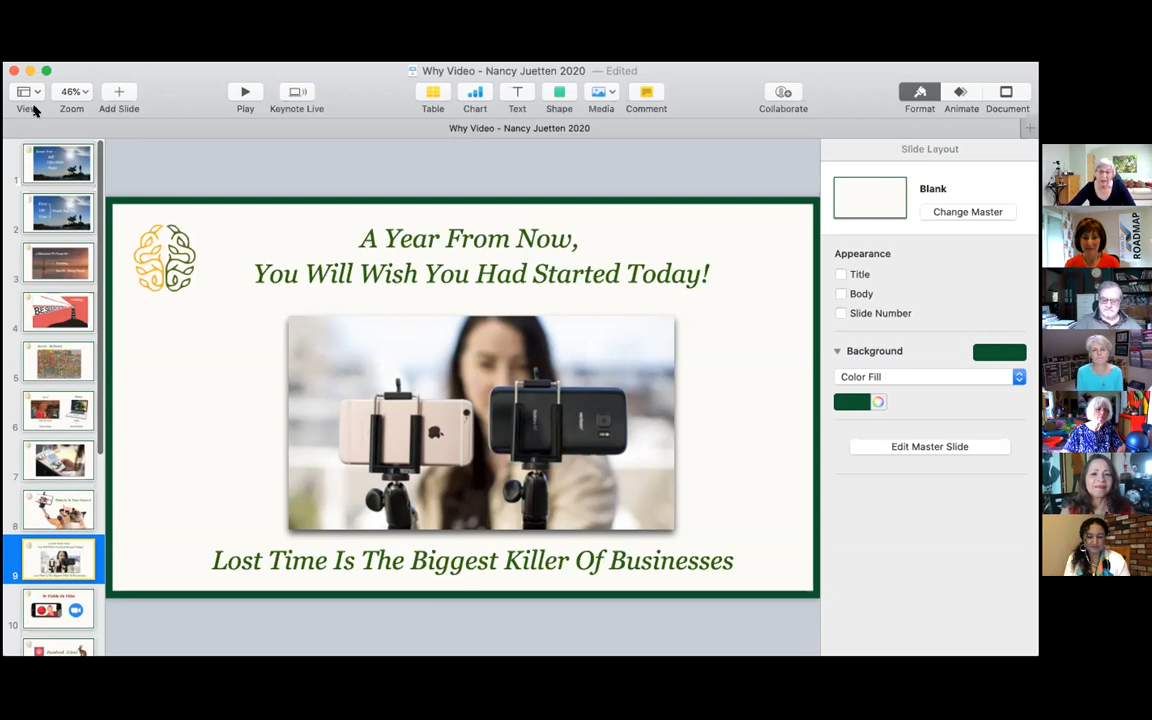 Why Video - Nancy Juetten 2020 — Edited
46%
View
Zoom
Add Slide
Play
Keynote Live
Table
Chart
Text
Shape
Media
Comment
Collaborate
Format
Animate
Document
Why Video - Nancy Juetten 2020
1
2
3
4
5
6
7
8
9
10
A Year From Now,
You Will Wish You Had Started Today!
Lost Time Is The Biggest Killer Of Businesses
Slide Layout
Blank
Change Master
Appearance
Title
Body
Slide Number
Background
Color Fill
Edit Master Slide
ROADMAP